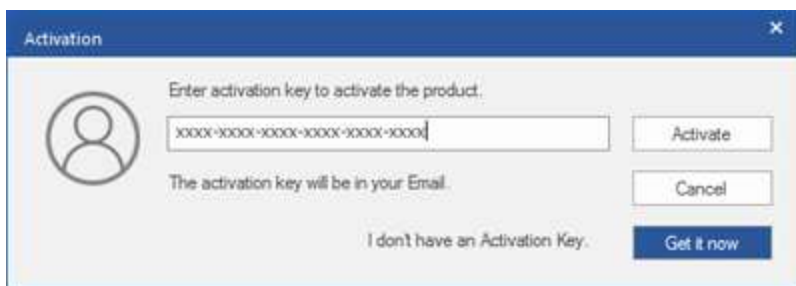 Activation
Enter activation key to activate the product.
xxxx-xxxx-xxxx-xxxx-xxxx-xxxx
Activate
The activation key will be in your Email.
Cancel
I don't have an Activation Key.
Get it now